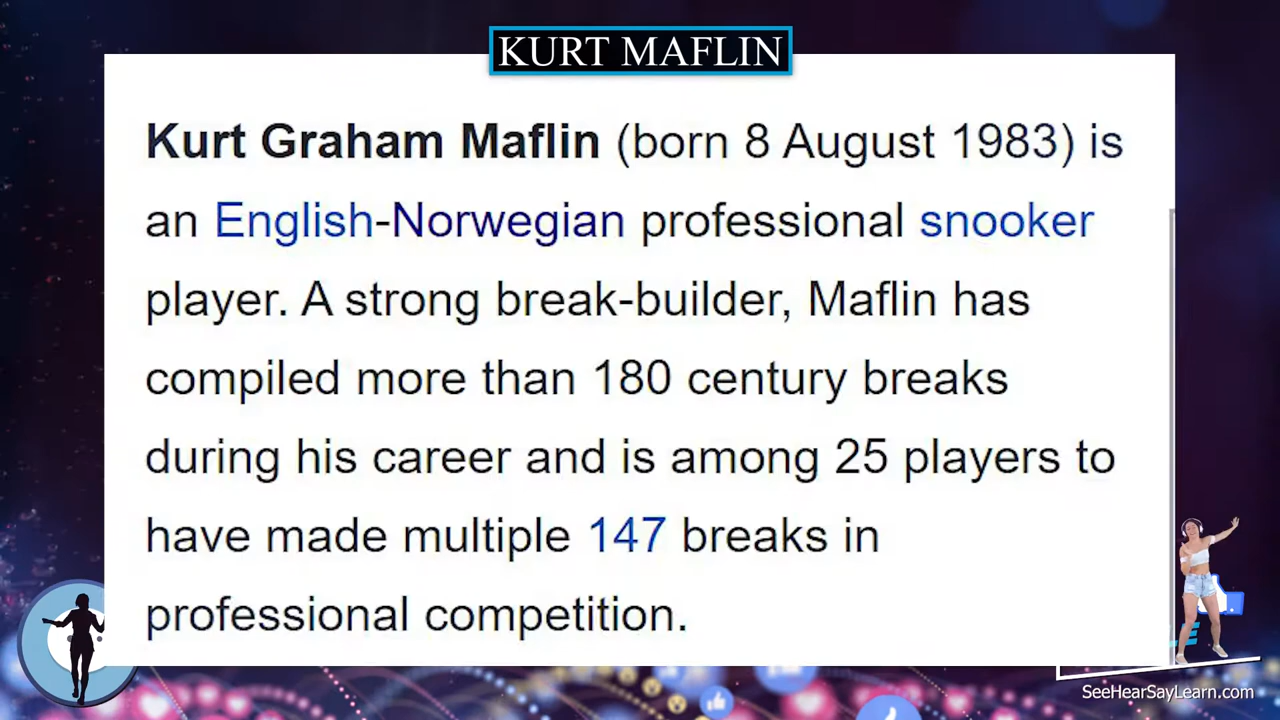 KURT MAFLIN
Kurt Graham Maflin (born 8 August 1983) is
an English-Norwegian professional snooker
player. A strong break-builder, Maflin has
compiled more than 180 century breaks
during his career and is among 25 players to
have made multiple 147 breaks in
professional competition.
SeeHearSayLearn.com